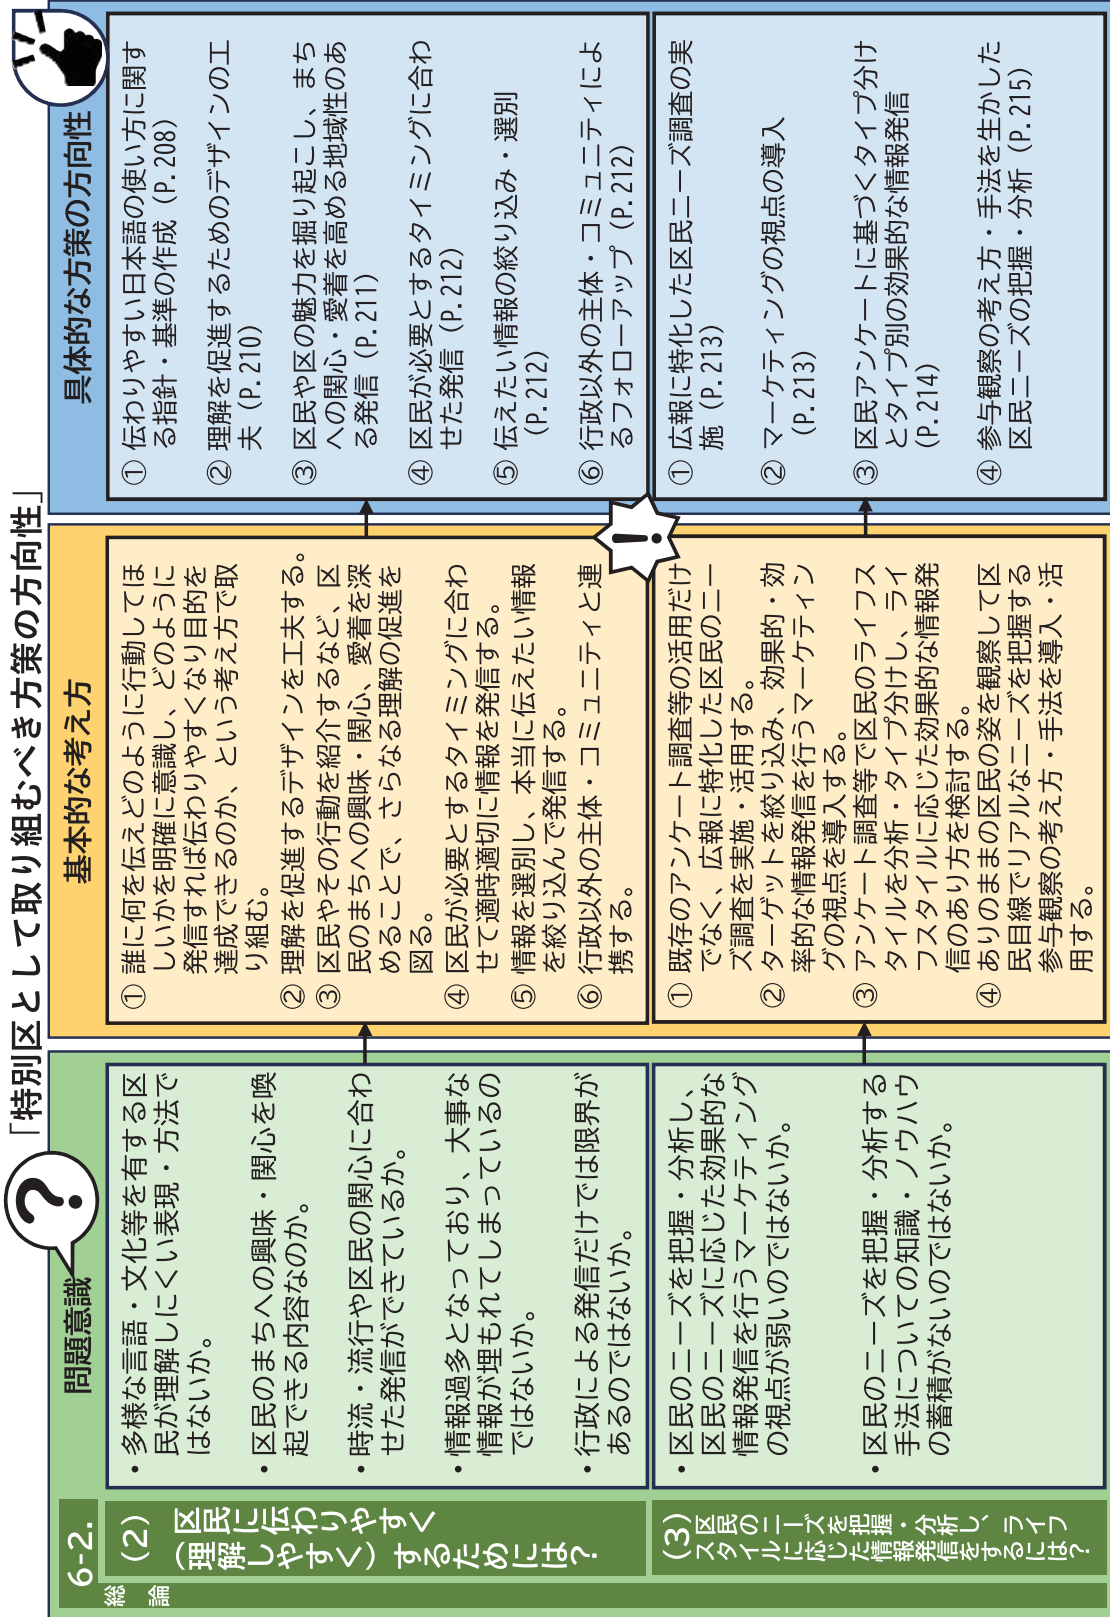 「特別区として取り組むべき方策の方向性」
6-2.
総論
問題意識
基本的な考え方
具体的な方策の方向性
（2）
区民に伝わりやすく
（理解しやすく）するためには？
・多様な言語・文化等を有する区
民が理解しにくい表現・方法で
はないか。
・区民のまちへの興味・関心を喚
起できる内容なのか。
・時流・流行や区民の関心に合わ
せた発信ができているか。
・情報過多となっており、大事な
情報が埋もれてしまっているの
ではないか。
・行政による発信だけでは限界が
あるのではないか。
① 誰に何を伝えどのように行動してほ
しいかを明確に意識し、どのように
発信すれば伝わりやすくなり目的を
達成できるのか、という考え方で取
り組む。
② 理解を促進するデザインを工夫する。
③ 区民やその行動を紹介するなど、区
民のまちへの興味・関心、愛着を深
めることで、さらなる理解の促進を
図る。
④ 区民が必要とするタイミングに合わ
せて適時適切に情報を発信する。
⑤ 情報を選別し、本当に伝えたい情報
を絞り込んで発信する。
⑥ 行政以外の主体・コミュニティと連
携する。
① 伝わりやすい日本語の使い方に関す
る指針・基準の作成（P.208）
② 理解を促進するためのデザインの工
夫（P.210）
③ 区民や区の魅力を掘り起こし、まち
への関心・愛着を高める地域性のあ
る発信（P.211）
④ 区民が必要とするタイミングに合わ
せた発信（P.212）
⑤ 伝えたい情報の絞り込み・選別
（P.212）
⑥ 行政以外の主体・コミュニティによ
るフォローアップ（P.212）
（3）区民のニーズを把握・分析し、ライフ
スタイルに応じた情報発信をするには？
・区民のニーズを把握・分析し、
区民のニーズに応じた効果的な
情報発信を行うマーケティング
の視点が弱いのではないか。
・区民のニーズを把握・分析する
手法についての知識・ノウハウ
の蓄積がないのではないか。
① 既存のアンケート調査等の活用だけ
でなく、広報に特化した区民のニー
ズ調査を実施・活用する。
② ターゲットを絞り込み、効果的・効
率的な情報発信を行うマーケティン
グの視点を導入する。
③ アンケート調査等で区民のライフス
タイルを分析・タイプ分けし、ライ
フスタイルに応じた効果的な情報発
信のあり方を検討する。
④ ありのままの区民の姿を観察して区
民目線でリアルなニーズを把握する
参与観察の考え方・手法を導入・活
用する。
① 広報に特化した区民ニーズ調査の実
施（P.213）
② マーケティングの視点の導入
（P.213）
③ 区民アンケートに基づくタイプ分け
とタイプ別の効果的な情報発信
（P.214）
④ 参与観察の考え方・手法を生かした
区民ニーズの把握・分析（P.215）